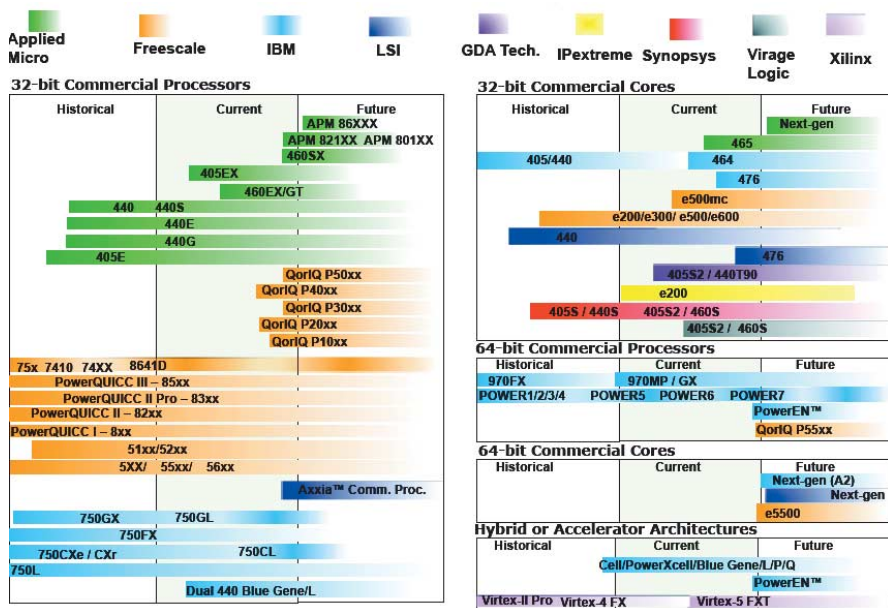 Applied Micro
Freescale
IBM
LSI
GDA Tech.
IPextreme
Synopsys
Virage Logic
Xilinx
32-bit Commercial Processors
Historical Current Future
APM 86XXX
APM 821XX APM 801XX
460SX
405EX
460EX/GT
440 440S
440E
440G
405E
QorIQ P50xx
QorIQ P40xx
QorIQ P30xx
QorIQ P20xx
QorIQ P10xx
75x 7410 74XX 8641D
PowerQUICC III – 85xx
PowerQUICC II Pro – 83xx
PowerQUICC II – 82xx
PowerQUICC I – 8xx
51xx/52xx
5XX/ 55xx/ 56xx
Axxia™ Comm. Proc.
750GX 750GL
750FX
750CXe / CXr 750CL
750L
Dual 440 Blue Gene/L
32-bit Commercial Cores
Historical Current Future
Next-gen
465
405/440 464
476
e500mc
e200/e300/ e500/e600
440
476
405S2 / 440T90
e200
405S / 440S 405S2 / 460S
405S2 / 460S
64-bit Commercial Processors
Historical Current Future
970FX 970MP / GX
POWER1/2/3/4 POWER5 POWER6 POWER7
PowerEN™
QorIQ P55xx
64-bit Commercial Cores
Historical Current Future
Next-gen (A2)
Next-gen
e5500
Hybrid or Accelerator Architectures
Historical Current Future
Cell/PowerXcell/Blue Gene/L/P/Q
PowerEN™
Virtex-II Pro Virtex-4 FX Virtex-5 FXT